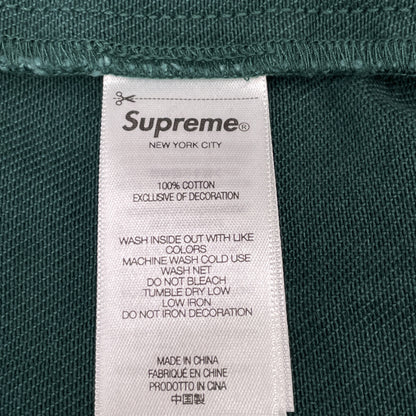 Supreme®
NEW YORK CITY
100% COTTON
EXCLUSIVE OF DECORATION
WASH INSIDE OUT WITH LIKE
COLORS
MACHINE WASH COLD USE
WASH NET
DO NOT BLEACH
TUMBLE DRY LOW
LOW IRON
DO NOT IRON DECORATION
MADE IN CHINA
FABRIQUÉ EN CHINE
PRODOTTO IN CINA
中国製